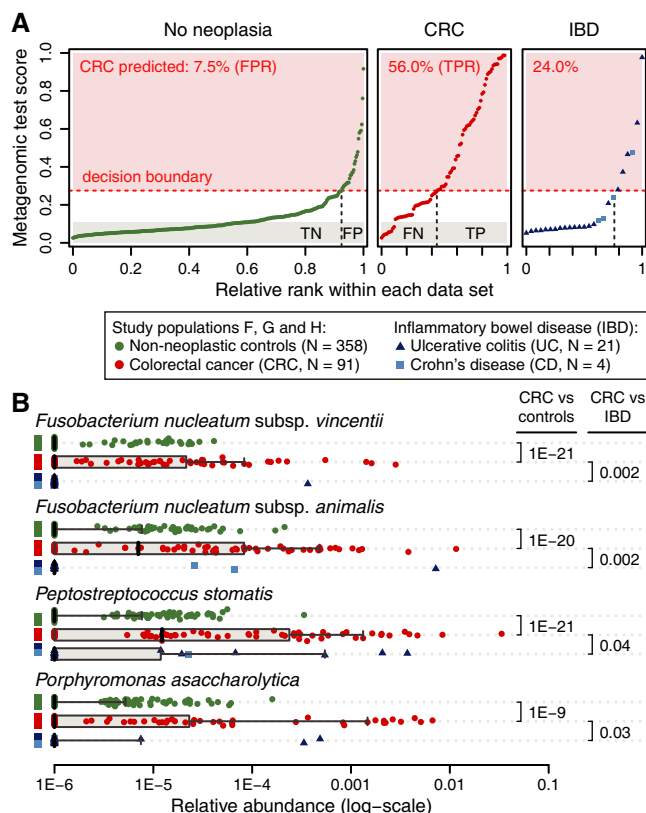 A
No neoplasia
CRC
IBD
Metagenomic test score
1.0
0.8
0.6
0.4
0.2
0.0
CRC predicted: 7.5% (FPR)
56.0% (TPR)
24.0%
decision boundary
TN
FP
FN
TP
0
0.2
0.4
0.6
0.8
1
0
1
0
1
Relative rank within each data set
Study populations F, G and H:
Non-neoplastic controls (N = 358)
Colorectal cancer (CRC, N = 91)
Inflammatory bowel disease (IBD):
Ulcerative colitis (UC, N = 21)
Crohn's disease (CD, N = 4)
B
CRC vs controls
CRC vs IBD
Fusobacterium nucleatum subsp. vincentii
1E−21
0.002
Fusobacterium nucleatum subsp. animalis
1E−20
0.002
Peptostreptococcus stomatis
1E−21
0.04
Porphyromonas asaccharolytica
1E−9
0.03
1E−6
1E−5
1E−4
0.001
0.01
0.1
Relative abundance (log−scale)